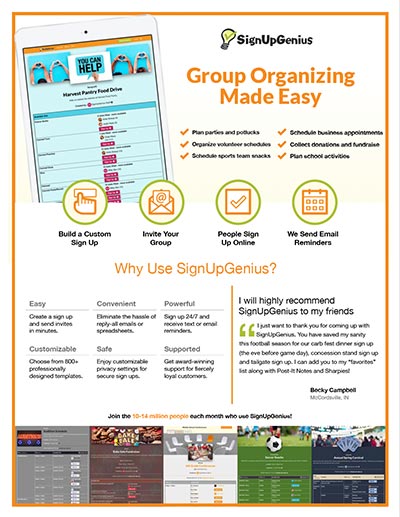 SignUpGenius
YOU CAN
HELP
Harvest Pantry Food Drive
Group Organizing
Made Easy
Plan parties and potlucks
Organize volunteer schedules
Schedule sports team snacks
Schedule business appointments
Collect donations and fundraise
Plan school activities
Build a Custom
Sign Up
Invite Your
Group
People Sign
Up Online
We Send Email
Reminders
Why Use SignUpGenius?
Easy
Create a sign up
and send invites
in minutes.
Convenient
Eliminate the hassle of
reply-all emails or
spreadsheets.
Powerful
Sign up 24/7 and
receive text or email
reminders.
Customizable
Choose from 800+
professionally
designed templates.
Safe
Enjoy customizable
privacy settings for
secure sign ups.
Supported
Get award-winning
support for fiercely
loyal customers.
I will highly recommend
SignUpGenius to my friends
“ I just want to thank you for coming up with
SignUpGenius. You have saved my sanity
this football season for our carb fest dinner sign up
(the eve before game day), concession stand sign up
and tailgate sign up. I can add you to my "favorites"
list along with Post-It Notes and Sharpies!
Becky Campbell
McCordsville, IN
Join the 10-14 million people each month who use SignUpGenius!
BAKE
SALE